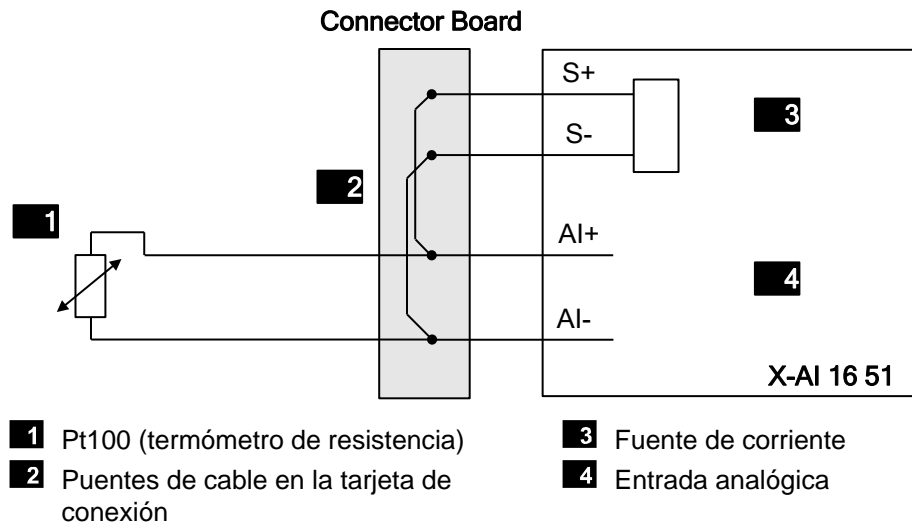 Connector Board
S+
3
S-
2
1
AI+
4
AI-
X-AI 16 51
1 Pt100 (termómetro de resistencia)
2 Puentes de cable en la tarjeta de
conexión
3 Fuente de corriente
4 Entrada analógica